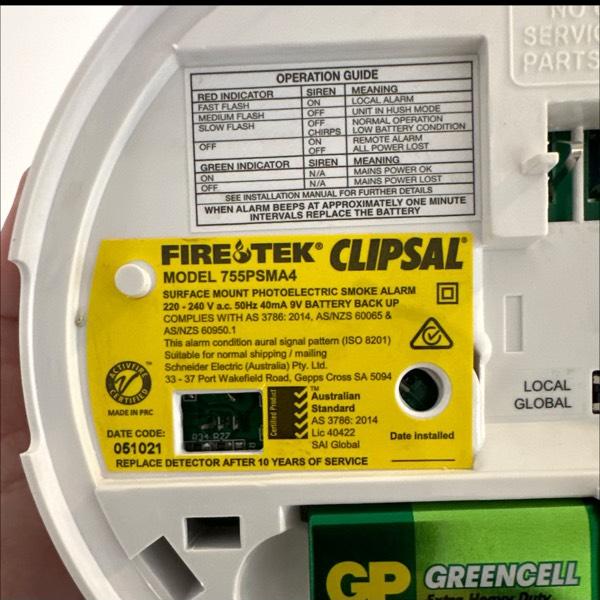 NO
SERVIC
PARTS
OPERATION GUIDE
RED INDICATOR SIREN MEANING
FAST FLASH ON LOCAL ALARM
MEDIUM FLASH OFF UNIT IN HUSH MODE
SLOW FLASH OFF NORMAL OPERATION
CHIRPS LOW BATTERY CONDITION
OFF ON REMOTE ALARM
OFF ALL POWER LOST
GREEN INDICATOR SIREN MEANING
ON N/A MAINS POWER OK
OFF N/A MAINS POWER LOST
SEE INSTALLATION MANUAL FOR FURTHER DETAILS
WHEN ALARM BEEPS AT APPROXIMATELY ONE MINUTE
INTERVALS REPLACE THE BATTERY
FIRETEK® CLIPSAL®
MODEL 755PSMA4
SURFACE MOUNT PHOTOELECTRIC SMOKE ALARM
220 - 240 V a.c. 50Hz 40mA 9V BATTERY BACK UP
COMPLIES WITH AS 3786: 2014, AS/NZS 60065 &
AS/NZS 60950.1
This alarm condition aural signal pattern (ISO 8201)
Suitable for normal shipping / mailing
Schneider Electric (Australia) Pty. Ltd.
33 - 37 Port Wakefield Road, Gepps Cross SA 5094
ACTIVFIRE
CERTIFIED
™
MADE IN PRC
DATE CODE:
051021
R34 R27
Certified Product
™
Australian
Standard
AS 3786: 2014
Lic 40422
SAI Global
Date installed
REPLACE DETECTOR AFTER 10 YEARS OF SERVICE
LOCAL
GLOBAL
GP GREENCELL
Extra Heavy Duty